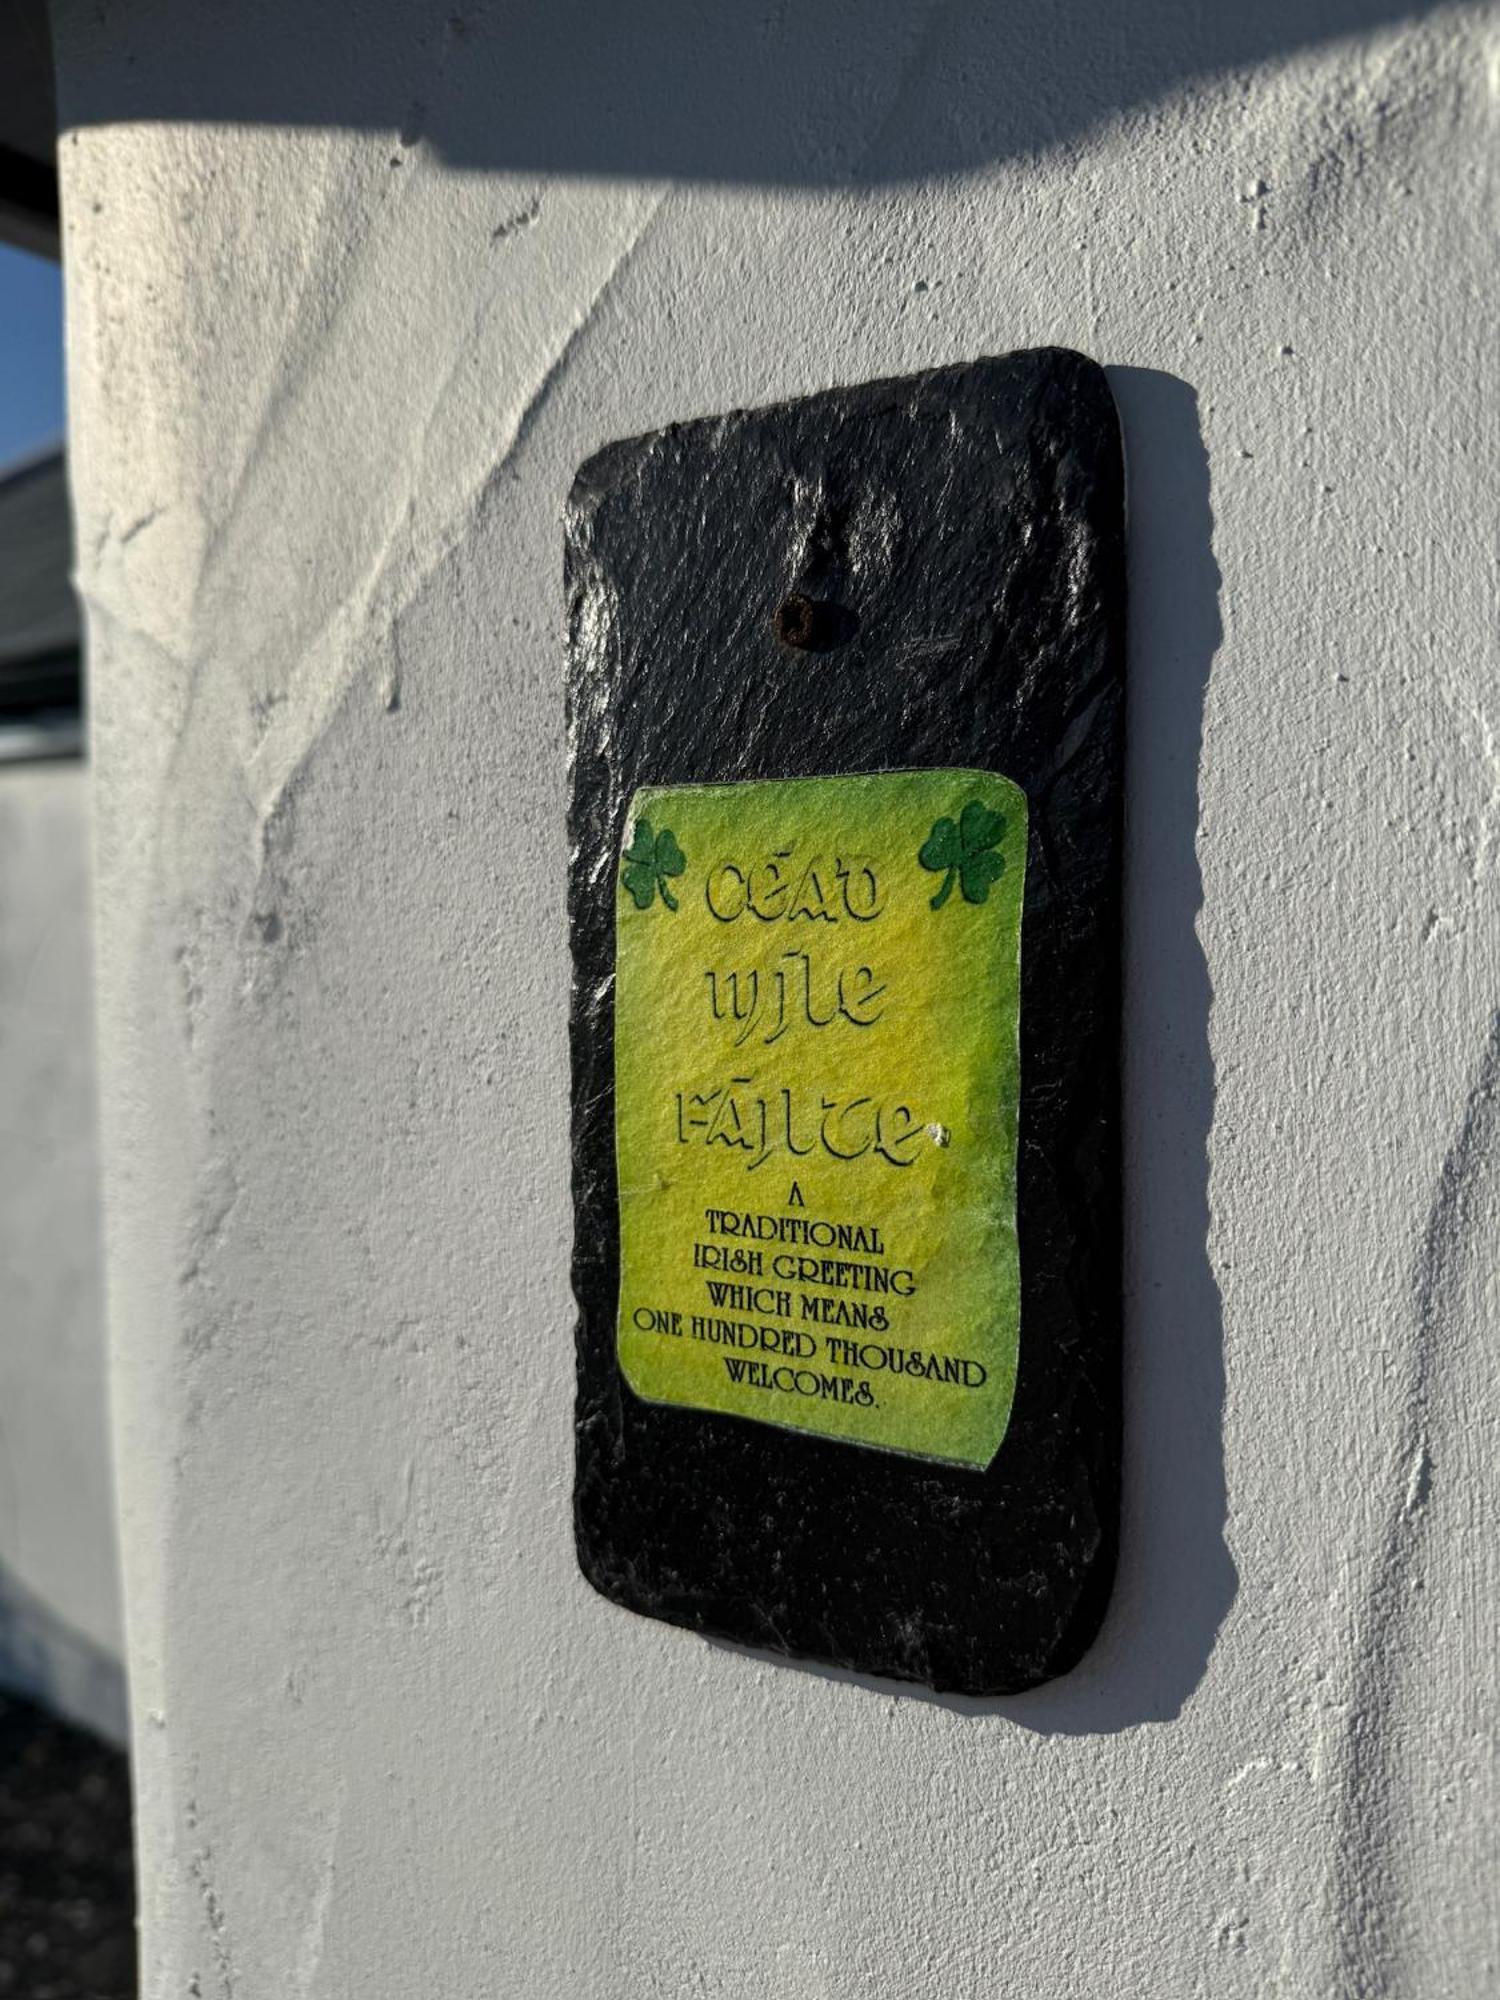 CÉAD
MÍLE
FÁILTE
A
TRADITIONAL
IRISH GREETING
WHICH MEANS
ONE HUNDRED THOUSAND
WELCOMES.